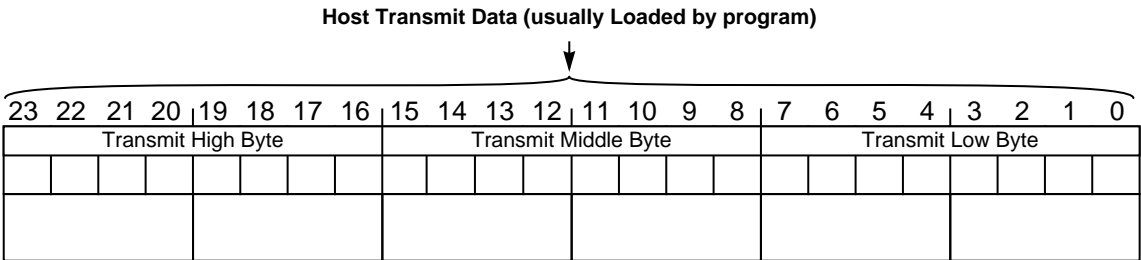 Host Transmit Data (usually Loaded by program)
23 22 21 20 19 18 17 16 15 14 13 12 11 10 9 8 7 6 5 4 3 2 1 0
Transmit High Byte Transmit Middle Byte Transmit Low Byte